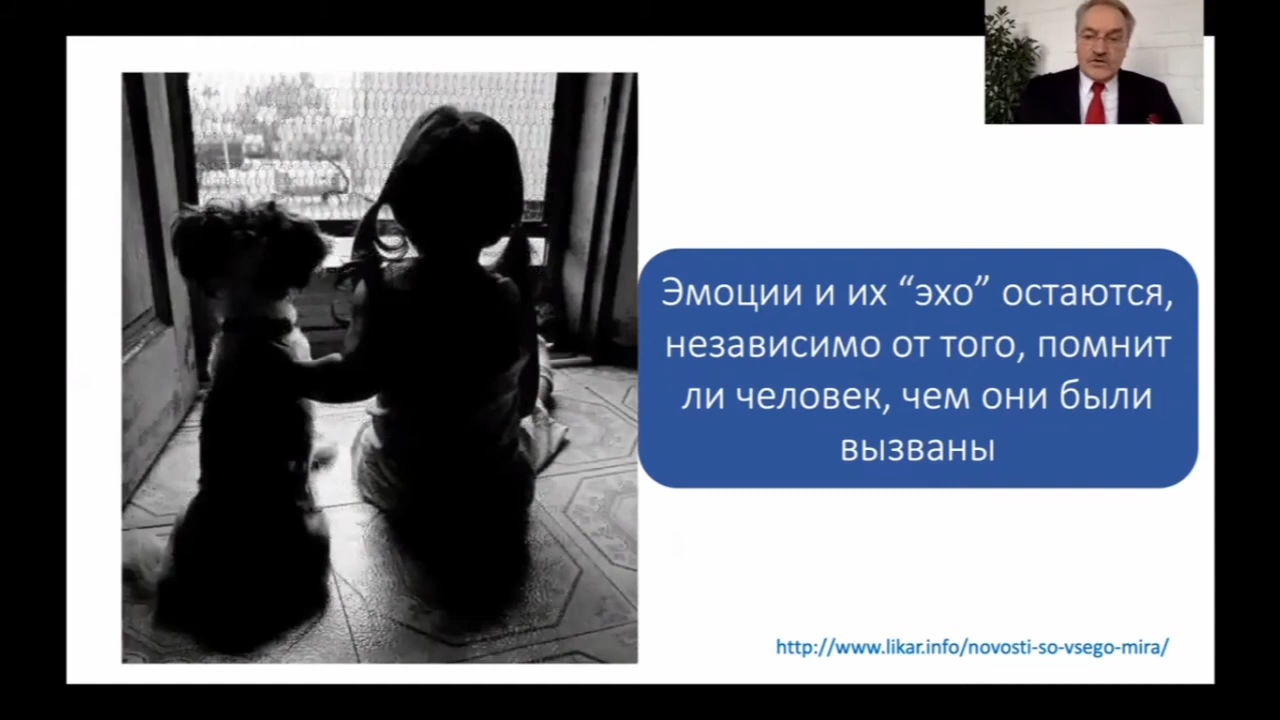 Эмоции и их “эхо” остаются,
независимо от того, помнит
ли человек, чем они были
вызваны
http://www.likar.info/novosti-so-vsego-mira/